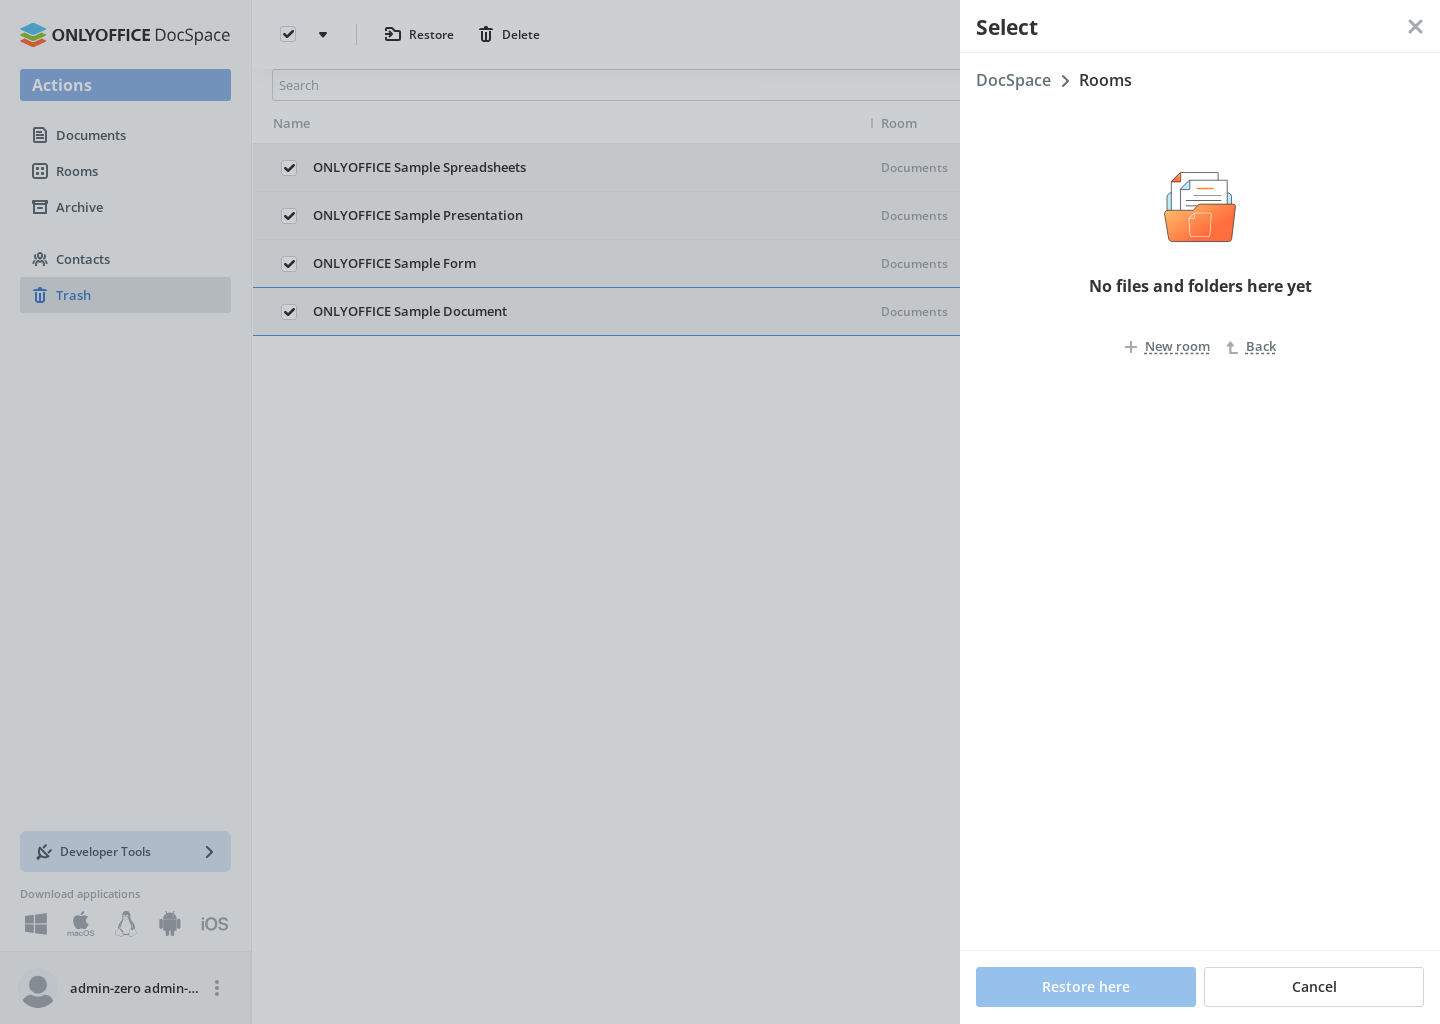 ONLYOFFICE DocSpace
Actions
Documents
Rooms
Archive
Contacts
Trash
Developer Tools
Download applications
macOS
iOS
admin-zero admin-...
Restore
Delete
Search
Name
Room
ONLYOFFICE Sample Spreadsheets
Documents
ONLYOFFICE Sample Presentation
Documents
ONLYOFFICE Sample Form
Documents
ONLYOFFICE Sample Document
Documents
Select
DocSpace
Rooms
No files and folders here yet
New room
Back
Restore here
Cancel